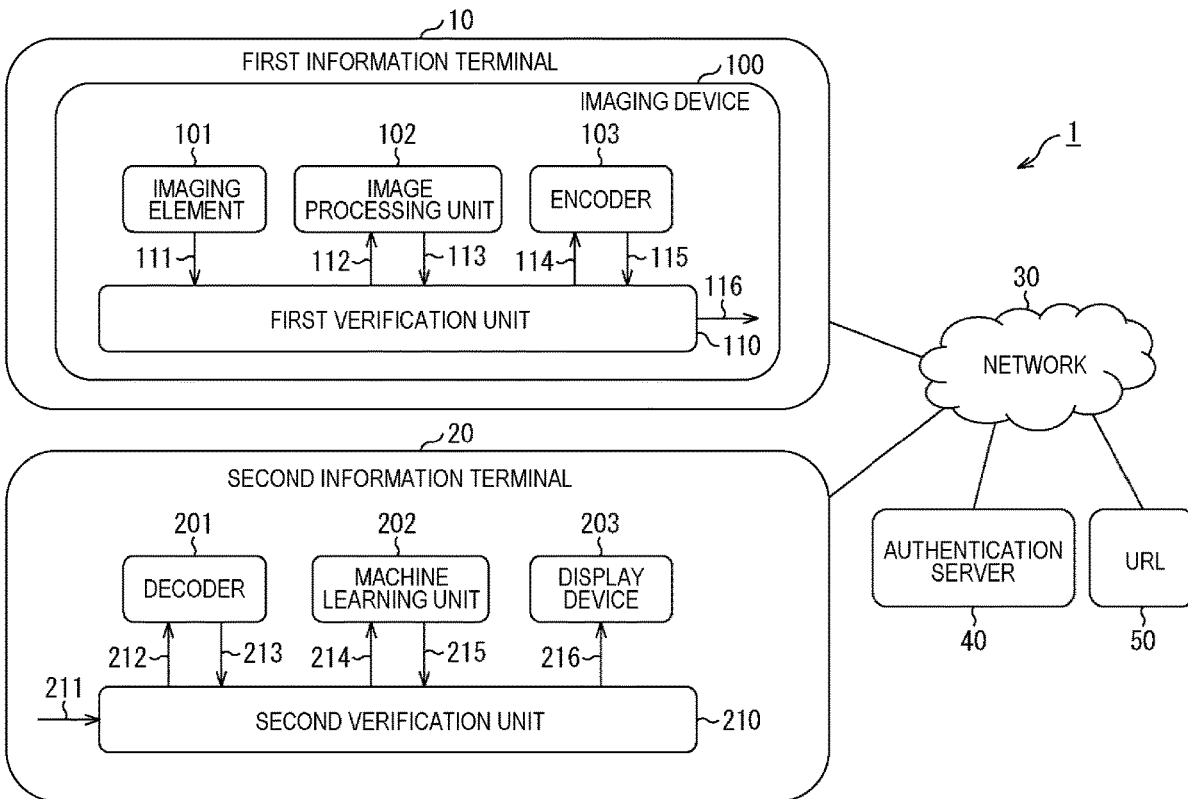 10
FIRST INFORMATION TERMINAL
100
IMAGING DEVICE
101
102
103
IMAGING
ELEMENT
IMAGE
PROCESSING UNIT
ENCODER
111
112
113
114
115
116
FIRST VERIFICATION UNIT
110
1
30
NETWORK
20
SECOND INFORMATION TERMINAL
201
202
203
DECODER
MACHINE
LEARNING UNIT
DISPLAY
DEVICE
212
213
214
215
216
211
SECOND VERIFICATION UNIT
210
AUTHENTICATION
SERVER
URL
40
50